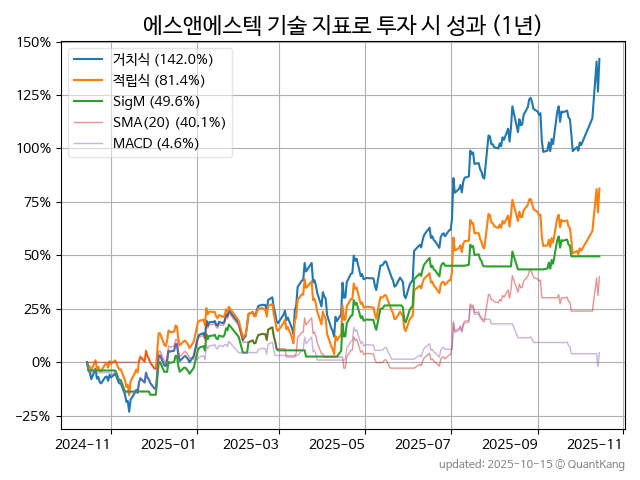 에스앤에스텍 기술 지표로 투자 시 성과 (1년)
150%
125%
100%
75%
50%
25%
0%
−25%
거치식 (142.0%)
적립식 (81.4%)
SigM (49.6%)
SMA(20) (40.1%)
MACD (4.6%)
2024-11
2025-01
2025-03
2025-05
2025-07
2025-09
2025-11
updated: 2025-10-15 © QuantKang